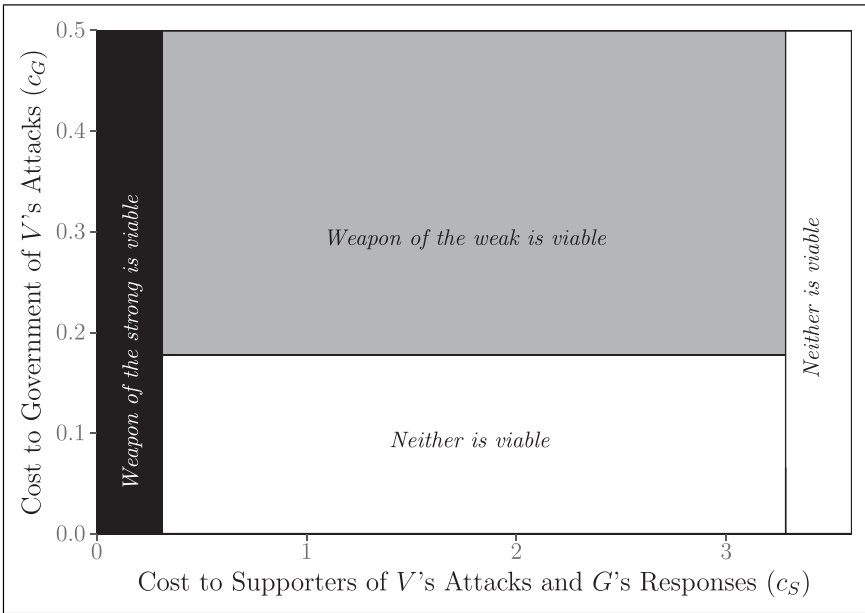 Cost to Government of V's Attacks (c_G)
0.5
0.4
0.3
0.2
0.1
0.0
Weapon of the strong is viable
Weapon of the weak is viable
Neither is viable
Neither is viable
0 1 2 3
Cost to Supporters of V's Attacks and G's Responses (c_S)